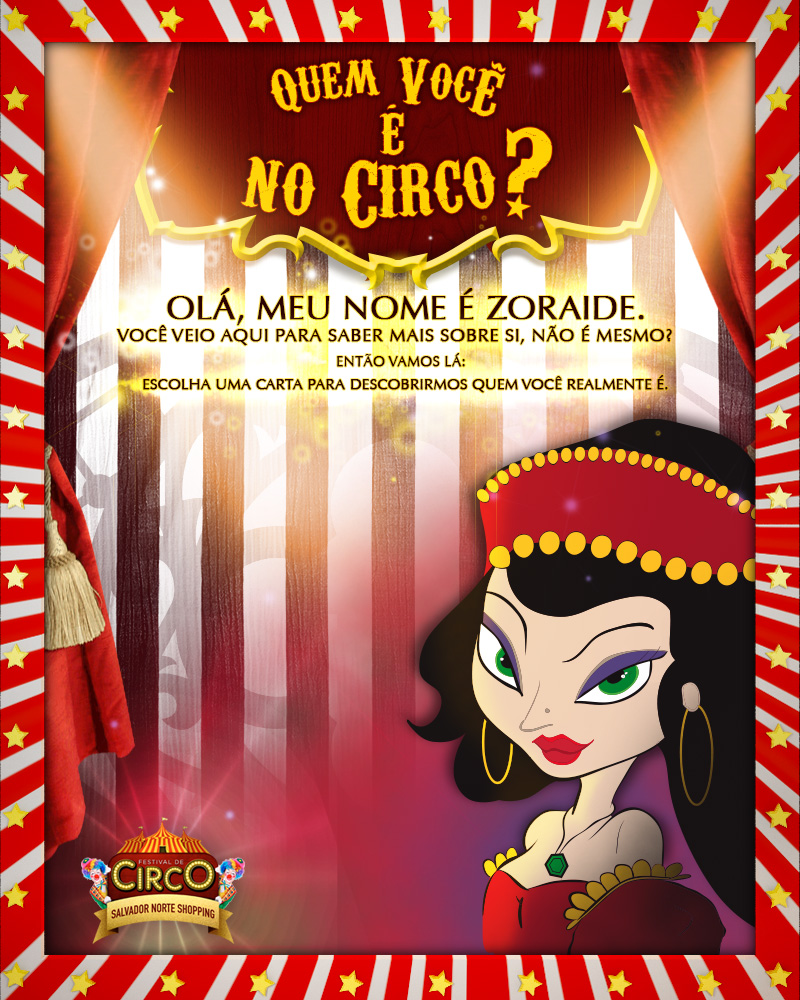 QUEM VOCÊ
É
NO CIRCO?
OLÁ, MEU NOME É ZORAIDE.
VOCÊ VEIO AQUI PARA SABER MAIS SOBRE SI, NÃO É MESMO?
ENTÃO VAMOS LÁ:
ESCOLHA UMA CARTA PARA DESCOBRIRMOS QUEM VOCÊ REALMENTE É.
FESTIVAL DE
CIRCO
SALVADOR NORTE SHOPPING